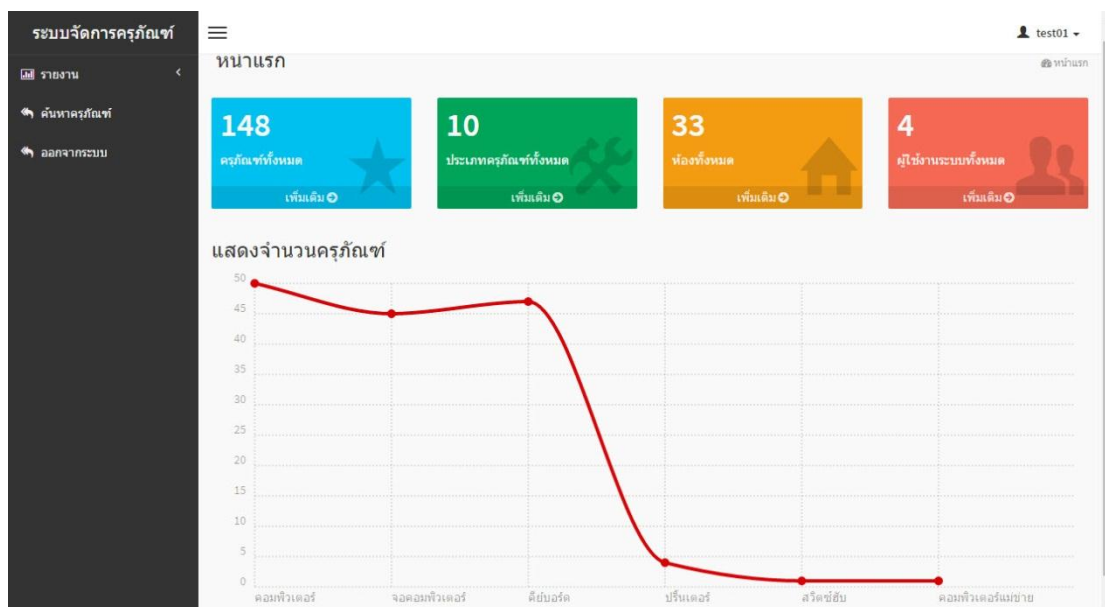 ระบบจัดการครุภัณฑ์
test01
รายงาน
ค้นหาครุภัณฑ์
ออกจากระบบ
หน้าแรก
หน้าแรก
148
ครุภัณฑ์ทั้งหมด
เพิ่มเติม
10
ประเภทครุภัณฑ์ทั้งหมด
เพิ่มเติม
33
ห้องทั้งหมด
เพิ่มเติม
4
ผู้ใช้งานระบบทั้งหมด
เพิ่มเติม
แสดงจำนวนครุภัณฑ์
50
45
40
35
30
25
20
15
10
5
0
คอมพิวเตอร์ จอคอมพิวเตอร์ คีย์บอร์ด ปริ้นเตอร์ สวิตซ์ฮับ คอมพิวเตอร์แม่ข่าย